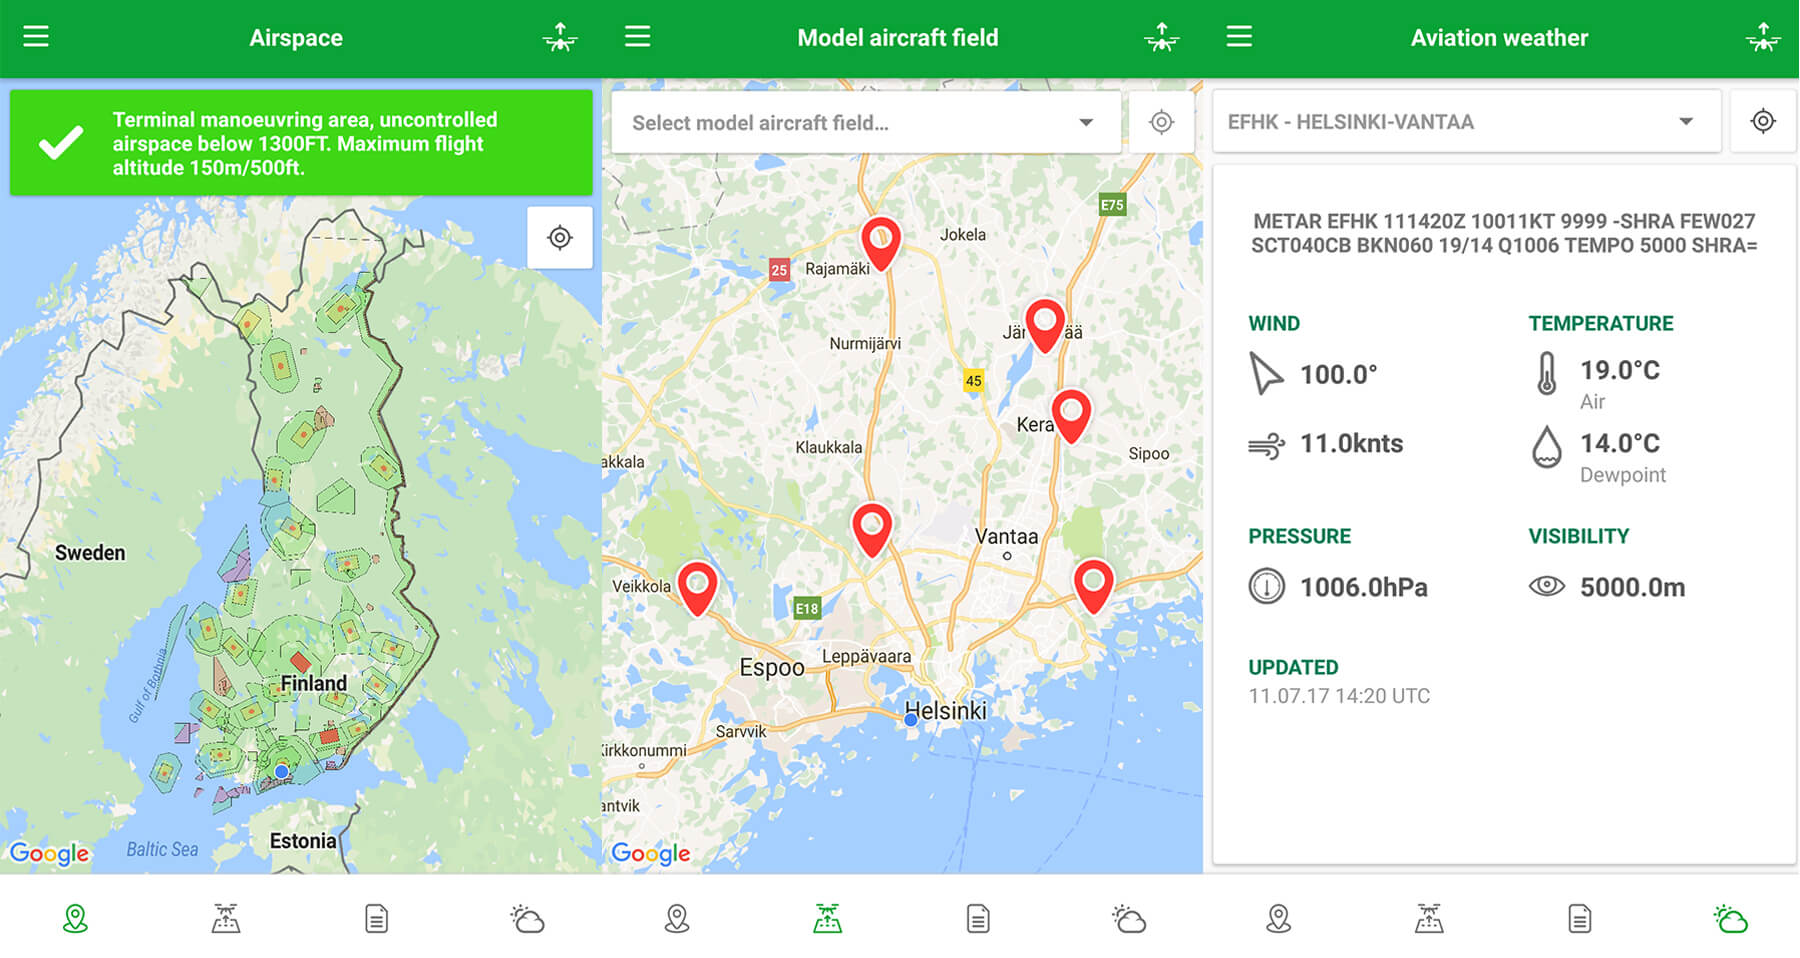 Airspace
Terminal manoeuvring area, uncontrolled
airspace below 1300FT. Maximum flight
altitude 150m/500ft.
Sweden
Gulf of Bothnia
Finland
Estonia
Baltic Sea
Google
Model aircraft field
Select model aircraft field...
E75
Jokela
25
Rajamäki
Jär
ää
Nurmijärvi
45
Kera
Klaukkala
Sipoo
akkala
Vantaa
Veikkola
E18
Leppävaara
Espoo
Helsinki
Sarvvik
Kirkkonummi
antvik
Google
Aviation weather
EFHK - HELSINKI-VANTAA
METAR EFHK 111420Z 10011KT 9999 -SHRA FEW027
SCT040CB BKN060 19/14 Q1006 TEMPO 5000 SHRA=
WIND
100.0°
11.0knts
TEMPERATURE
19.0°C
Air
14.0°C
Dewpoint
PRESSURE
1006.0hPa
VISIBILITY
5000.0m
UPDATED
11.07.17 14:20 UTC